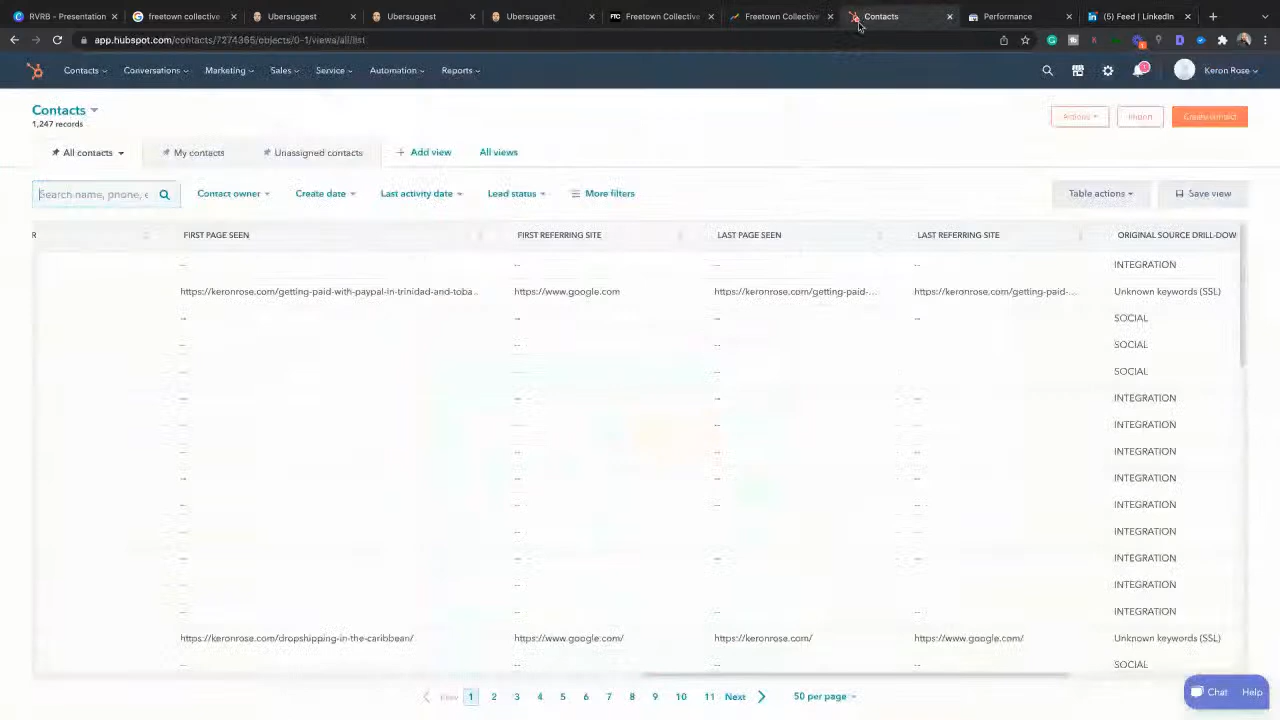 RVRB – Presentation
freetown collective
Ubersuggest
Ubersuggest
Ubersuggest
FTC
Freetown Collective
Freetown Collective
Contacts
Performance
(5) Feed | LinkedIn
app.hubspot.com/contacts/7274365/objects/0-1/views/all/list
Contacts
Conversations
Marketing
Sales
Service
Automation
Reports
1
Keron Rose
Contacts
1,247 records
Actions
Import
Create contact
All contacts
My contacts
Unassigned contacts
Add view
All views
Search name, phone, e
Contact owner
Create date
Last activity date
Lead status
More filters
Table actions
Save view
R
FIRST PAGE SEEN
FIRST REFERRING SITE
LAST PAGE SEEN
LAST REFERRING SITE
ORIGINAL SOURCE DRILL-DOW
-- -- -- -- INTEGRATION
https://keronrose.com/getting-paid-with-paypal-in-trinidad-and-toba... https://www.google.com https://keronrose.com/getting-paid-... https://keronrose.com/getting-paid-... Unknown keywords (SSL)
-- -- -- -- SOCIAL
-- -- -- -- SOCIAL
-- -- -- -- SOCIAL
-- -- -- -- INTEGRATION
-- -- -- -- INTEGRATION
-- -- -- -- INTEGRATION
-- -- -- -- INTEGRATION
-- -- -- -- INTEGRATION
-- -- -- -- INTEGRATION
-- -- -- -- INTEGRATION
-- -- -- -- INTEGRATION
-- -- -- -- INTEGRATION
https://keronrose.com/dropshipping-in-the-caribbean/ https://www.google.com/ https://keronrose.com/ https://www.google.com/ Unknown keywords (SSL)
-- -- -- -- SOCIAL
Prev 1 2 3 4 5 6 7 8 9 10 11 Next
50 per page
Chat
Help